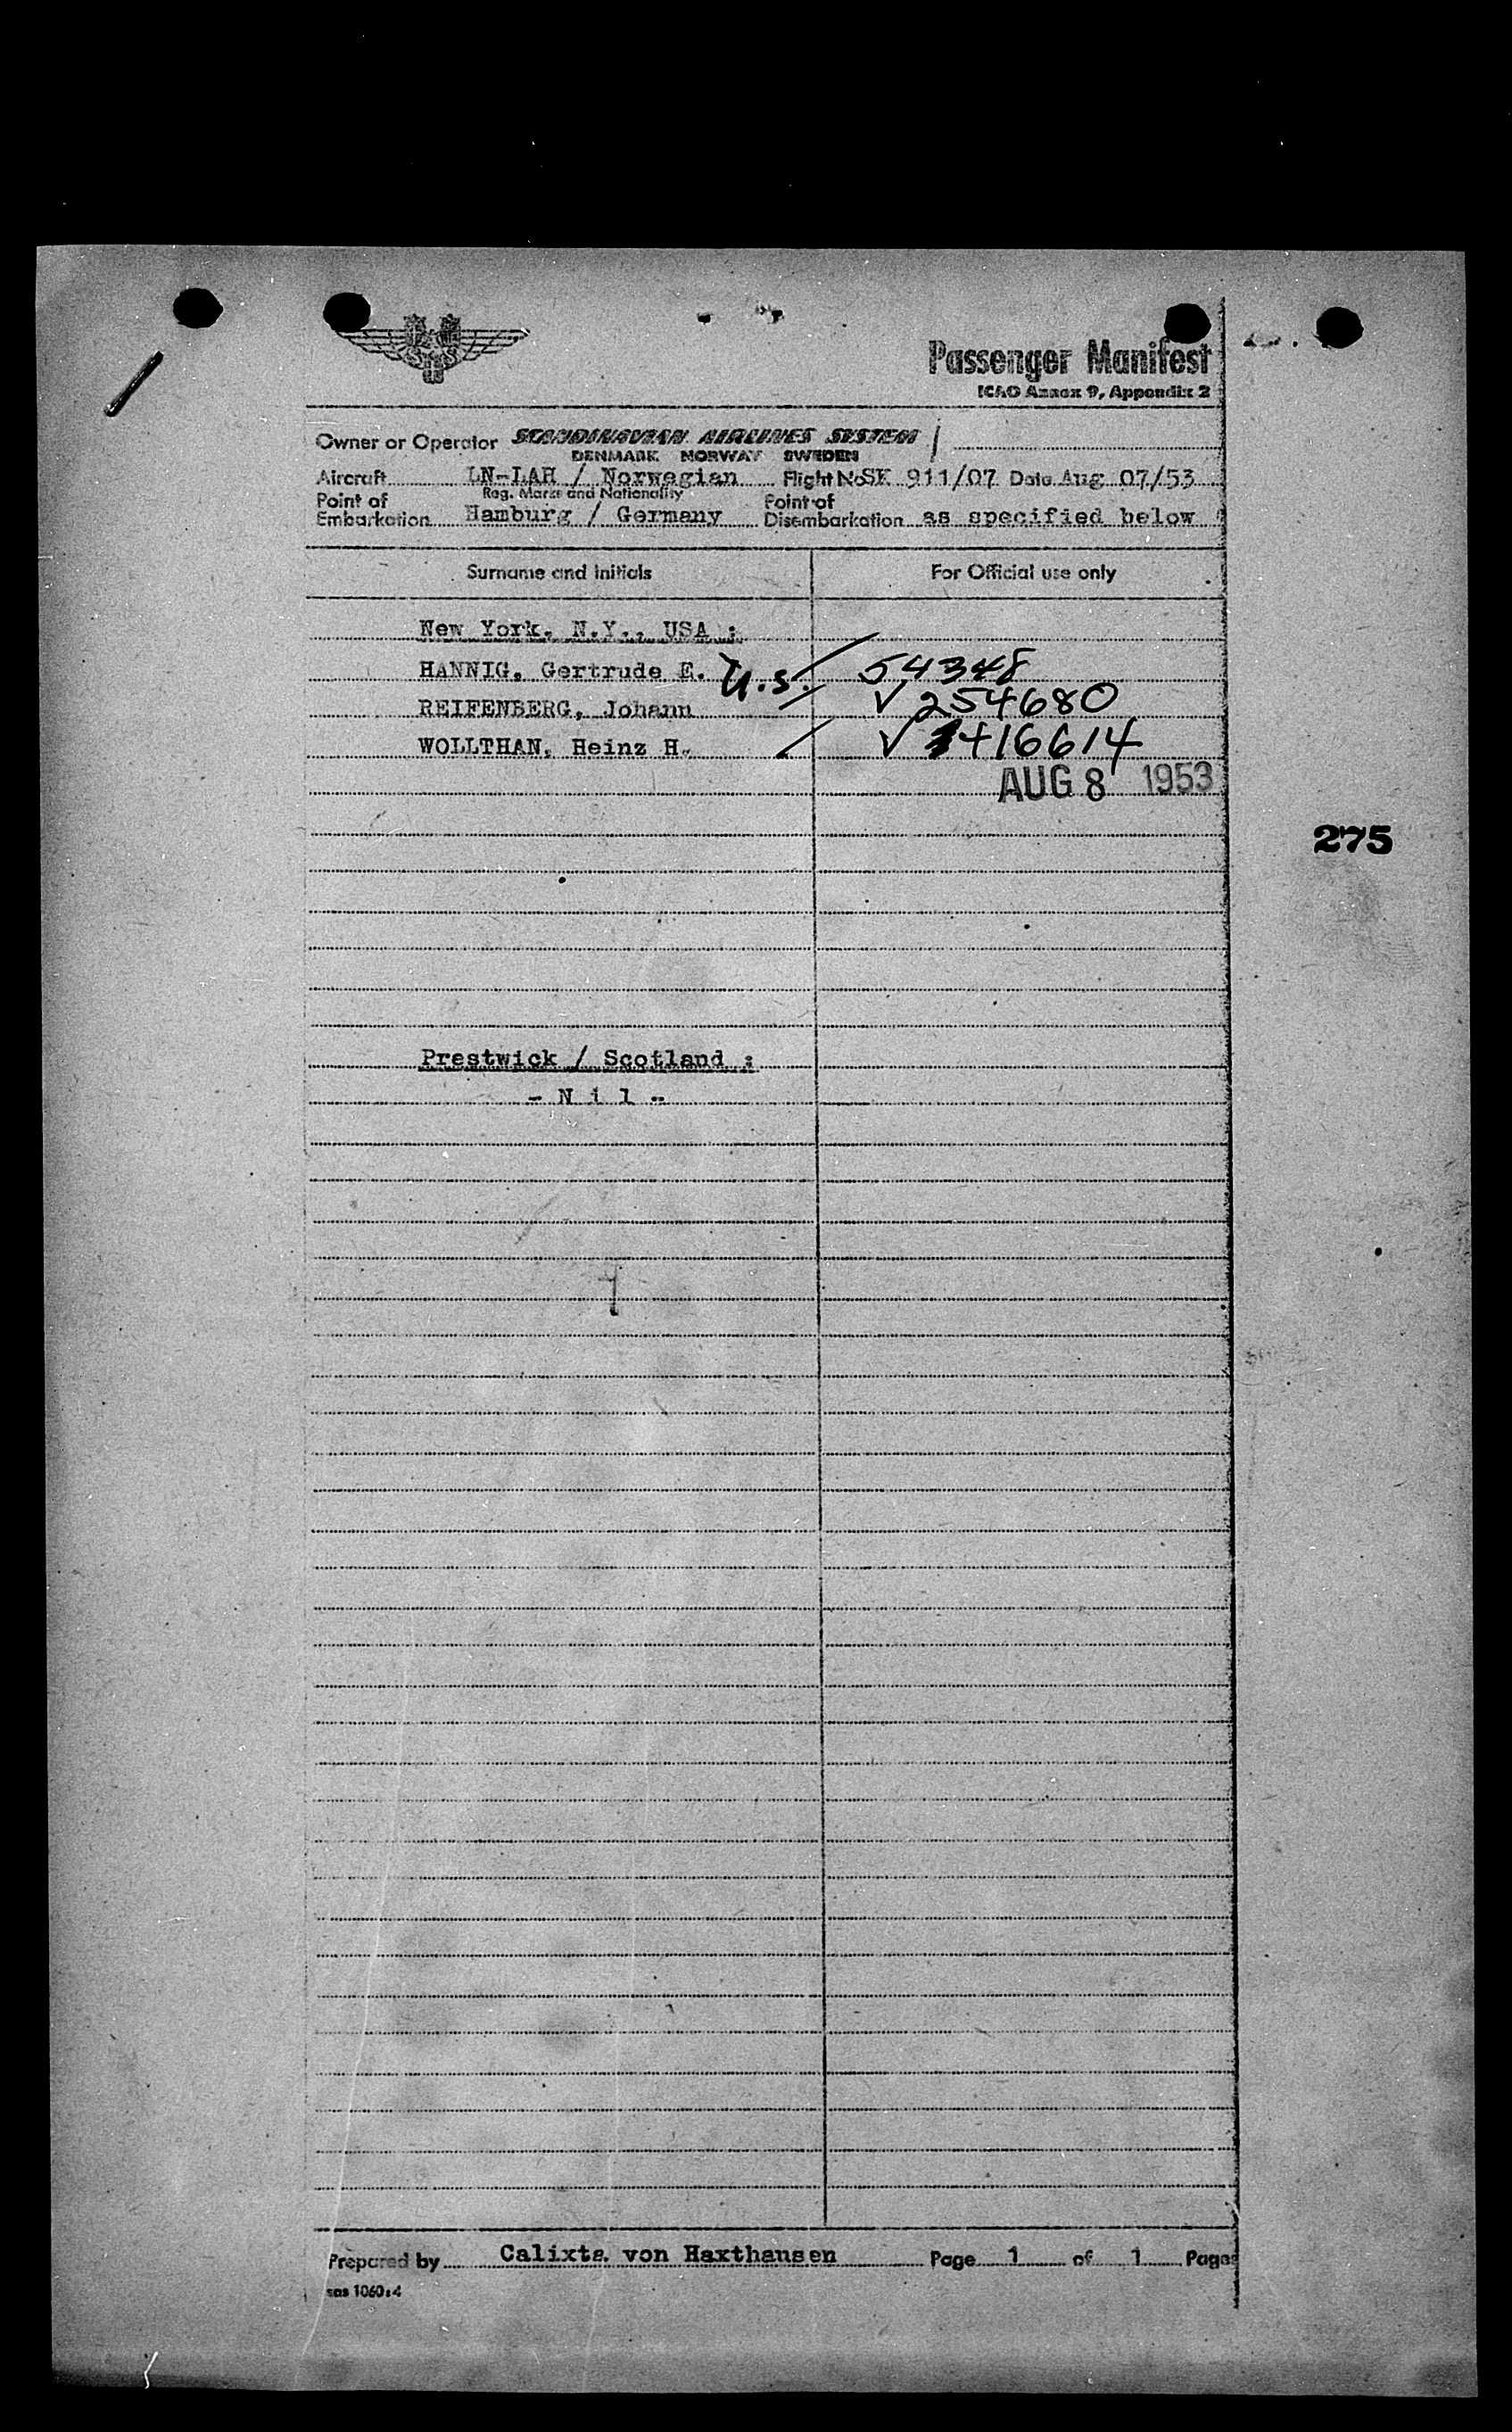 Passenger Manifest
ICAO Annex 9, Appendix 2
Owner or Operator SCANDINAVIAN AIRLINES SYSTEM
DENMARK NORWAY SWEDEN
Aircraft LN-LAH / Norwegian Flight No SK 911/07 Date Aug 07/53
Reg. Marks and Nationality
Point of Embarkation Hamburg / Germany Point of Disembarkation as specified below
Surname and Initials For Official use only
New York, N.Y., USA :
HANNIG, Gertrude E. U.S. 54348
REIFENBERG, Johann ✓ 254680
WOLLTHAN, Heinz H. ✓ 416614
AUG 8 1953
275
Prestwick / Scotland :
- N i l -
Prepared by Calixta von Haxthausen Page 1 of 1 Pages
sas 1060:4